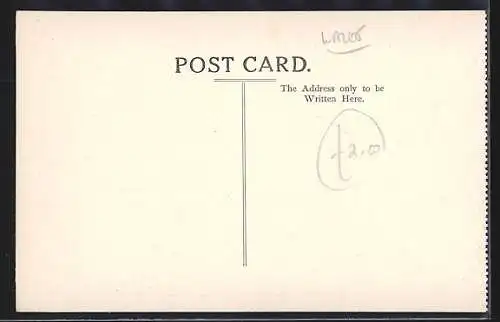 POST CARD.
The Address only to be
Written Here.
£2.00